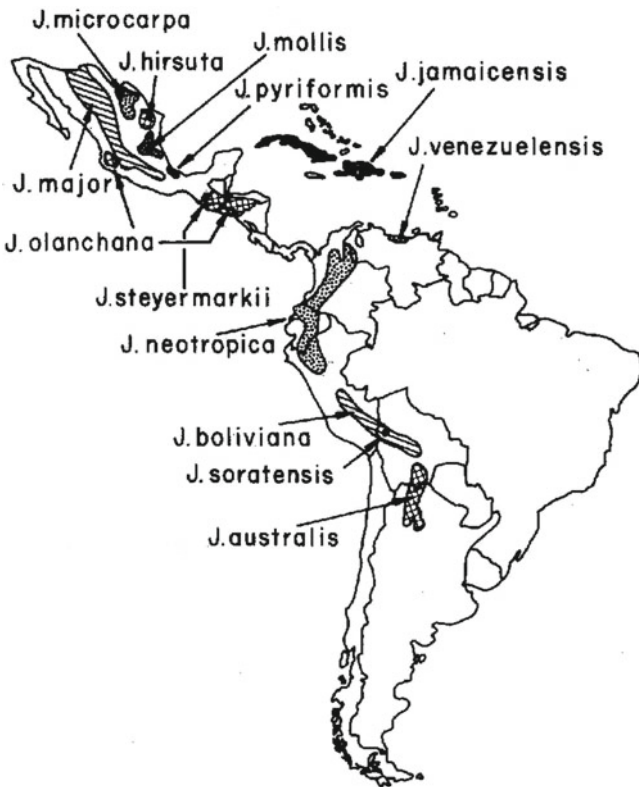 J. microcarpa
J. mollis
J. hirsuta
J. pyriformis
J. jamaicensis
J. venezuelensis
J. major
J. olanchana
J. steyermarkii
J. neotropica
J. boliviana
J. soratensis
J. australis